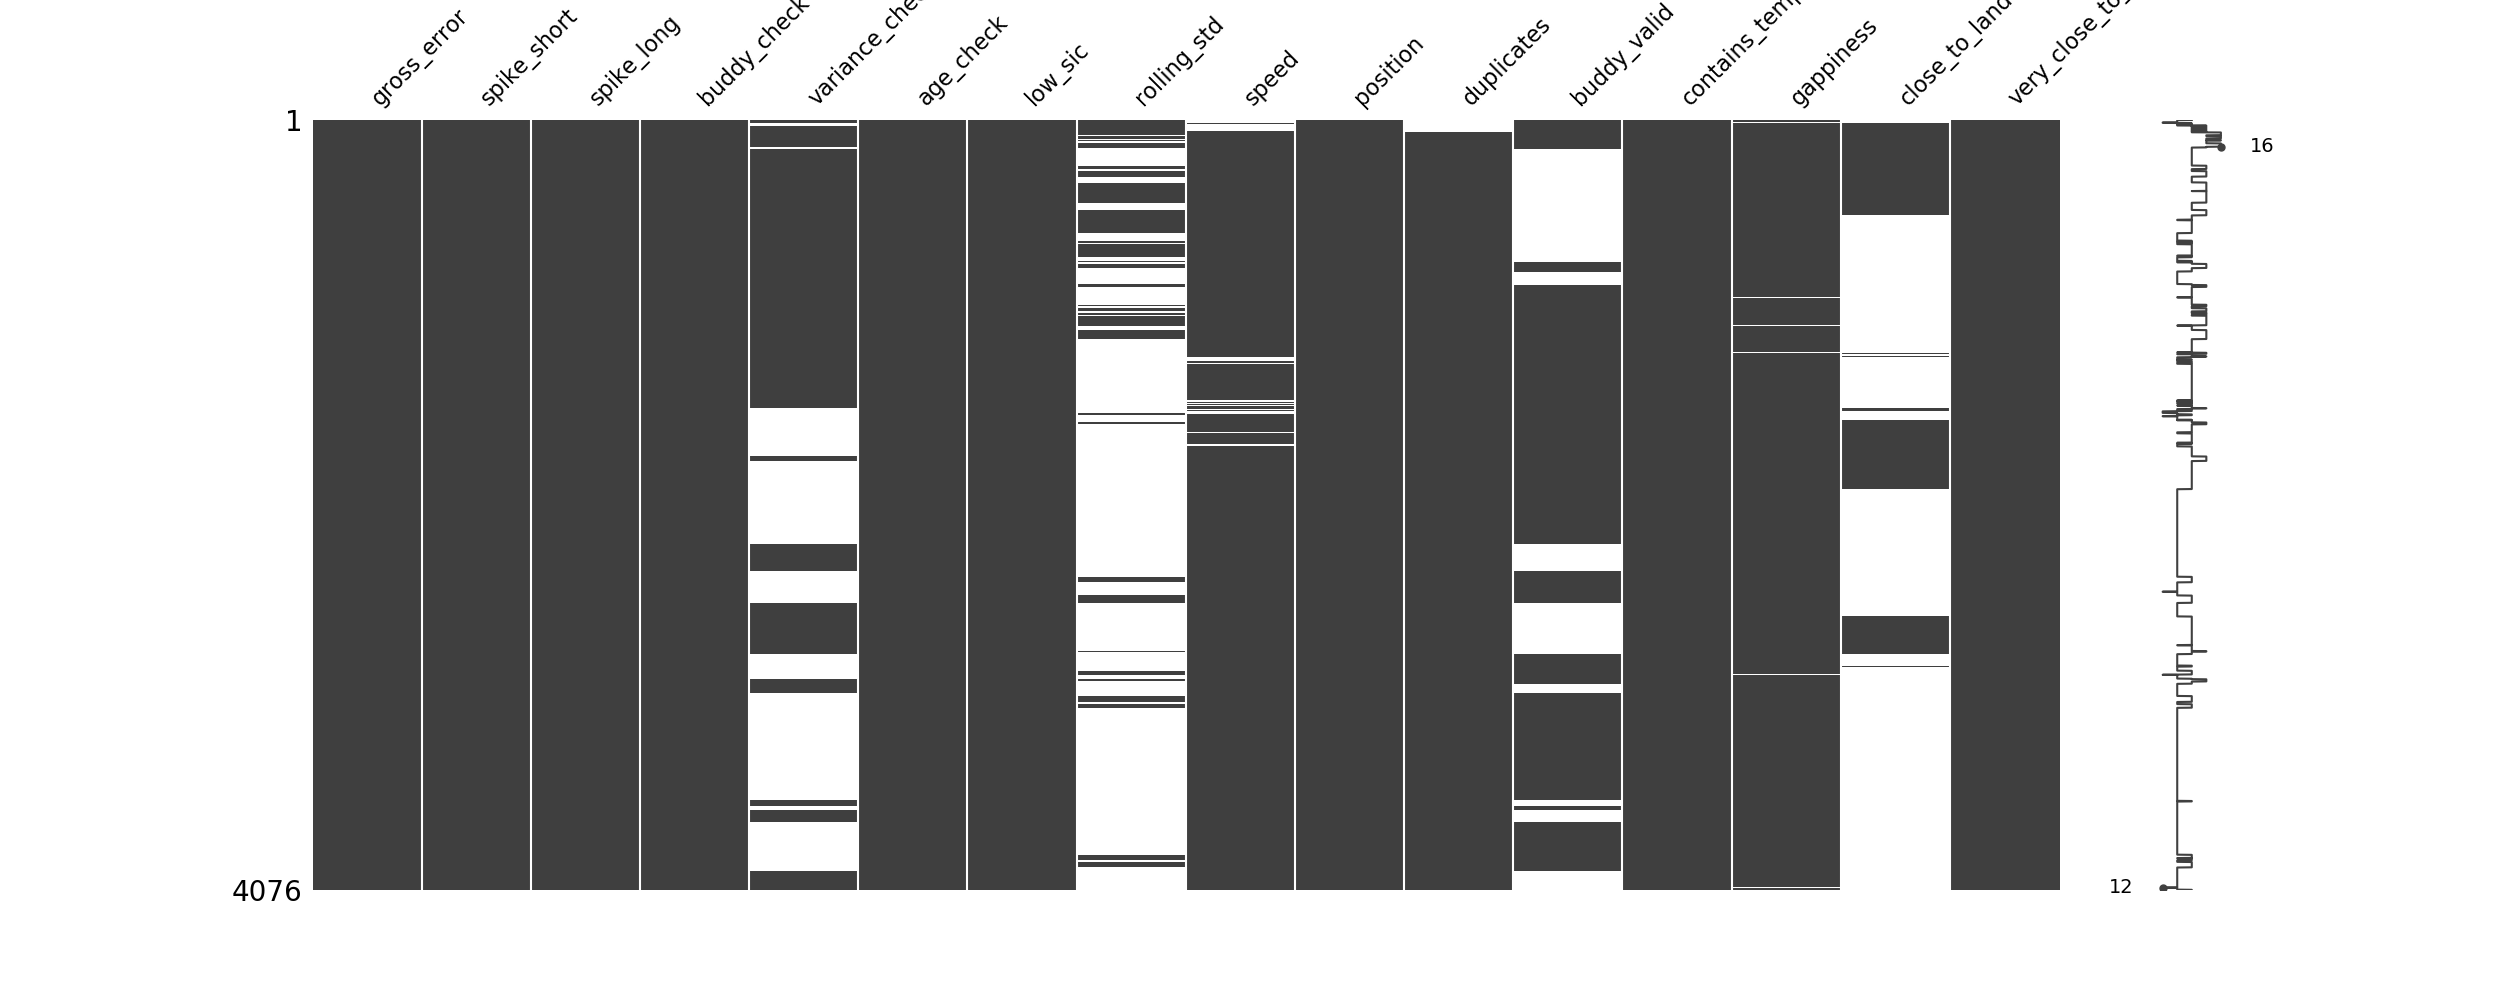 gross_error
spike_short
spike_long
buddy_check
variance_che
age_check
low_sic
rolling_std
speed
position
duplicates
buddy_valid
contains_temp
gappiness
close_to_land
very_close_to_
1
16
4076
12